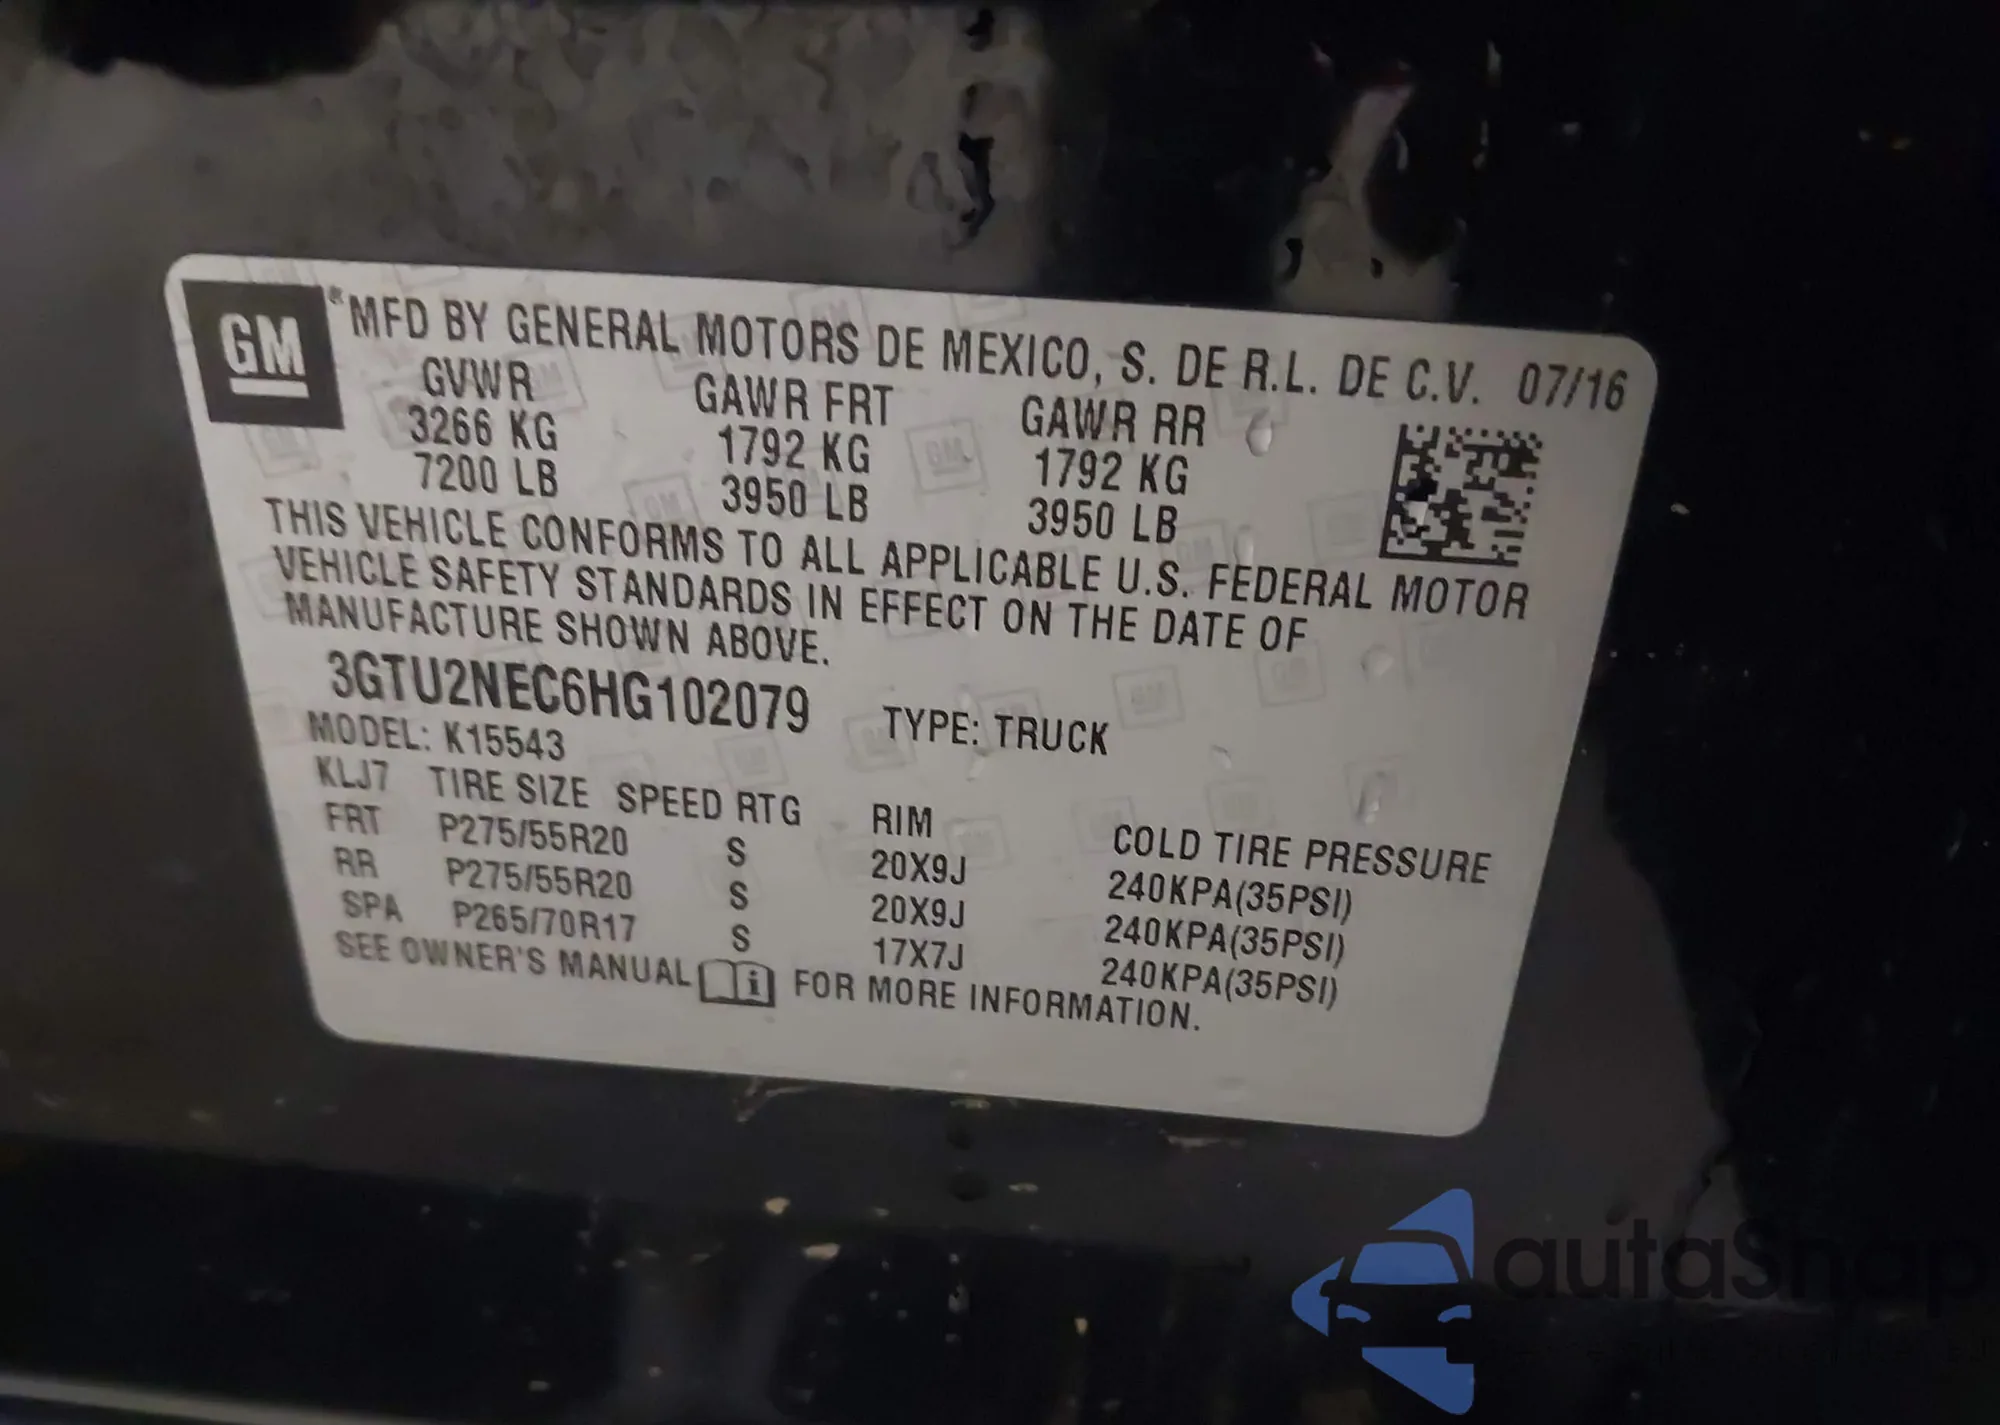 GM
®MFD BY GENERAL MOTORS DE MEXICO, S. DE R.L. DE C.V. 07/16
GVWR GAWR FRT GAWR RR
3266 KG 1792 KG 1792 KG
7200 LB 3950 LB 3950 LB
THIS VEHICLE CONFORMS TO ALL APPLICABLE U.S. FEDERAL MOTOR
VEHICLE SAFETY STANDARDS IN EFFECT ON THE DATE OF
MANUFACTURE SHOWN ABOVE.
3GTU2NEC6HG102079 TYPE: TRUCK
MODEL: K15543
KLJ7 TIRE SIZE SPEED RTG RIM COLD TIRE PRESSURE
FRT P275/55R20 S 20X9J 240KPA(35PSI)
RR P275/55R20 S 20X9J 240KPA(35PSI)
SPA P265/70R17 S 17X7J 240KPA(35PSI)
SEE OWNER'S MANUAL FOR MORE INFORMATION.
autaSnap